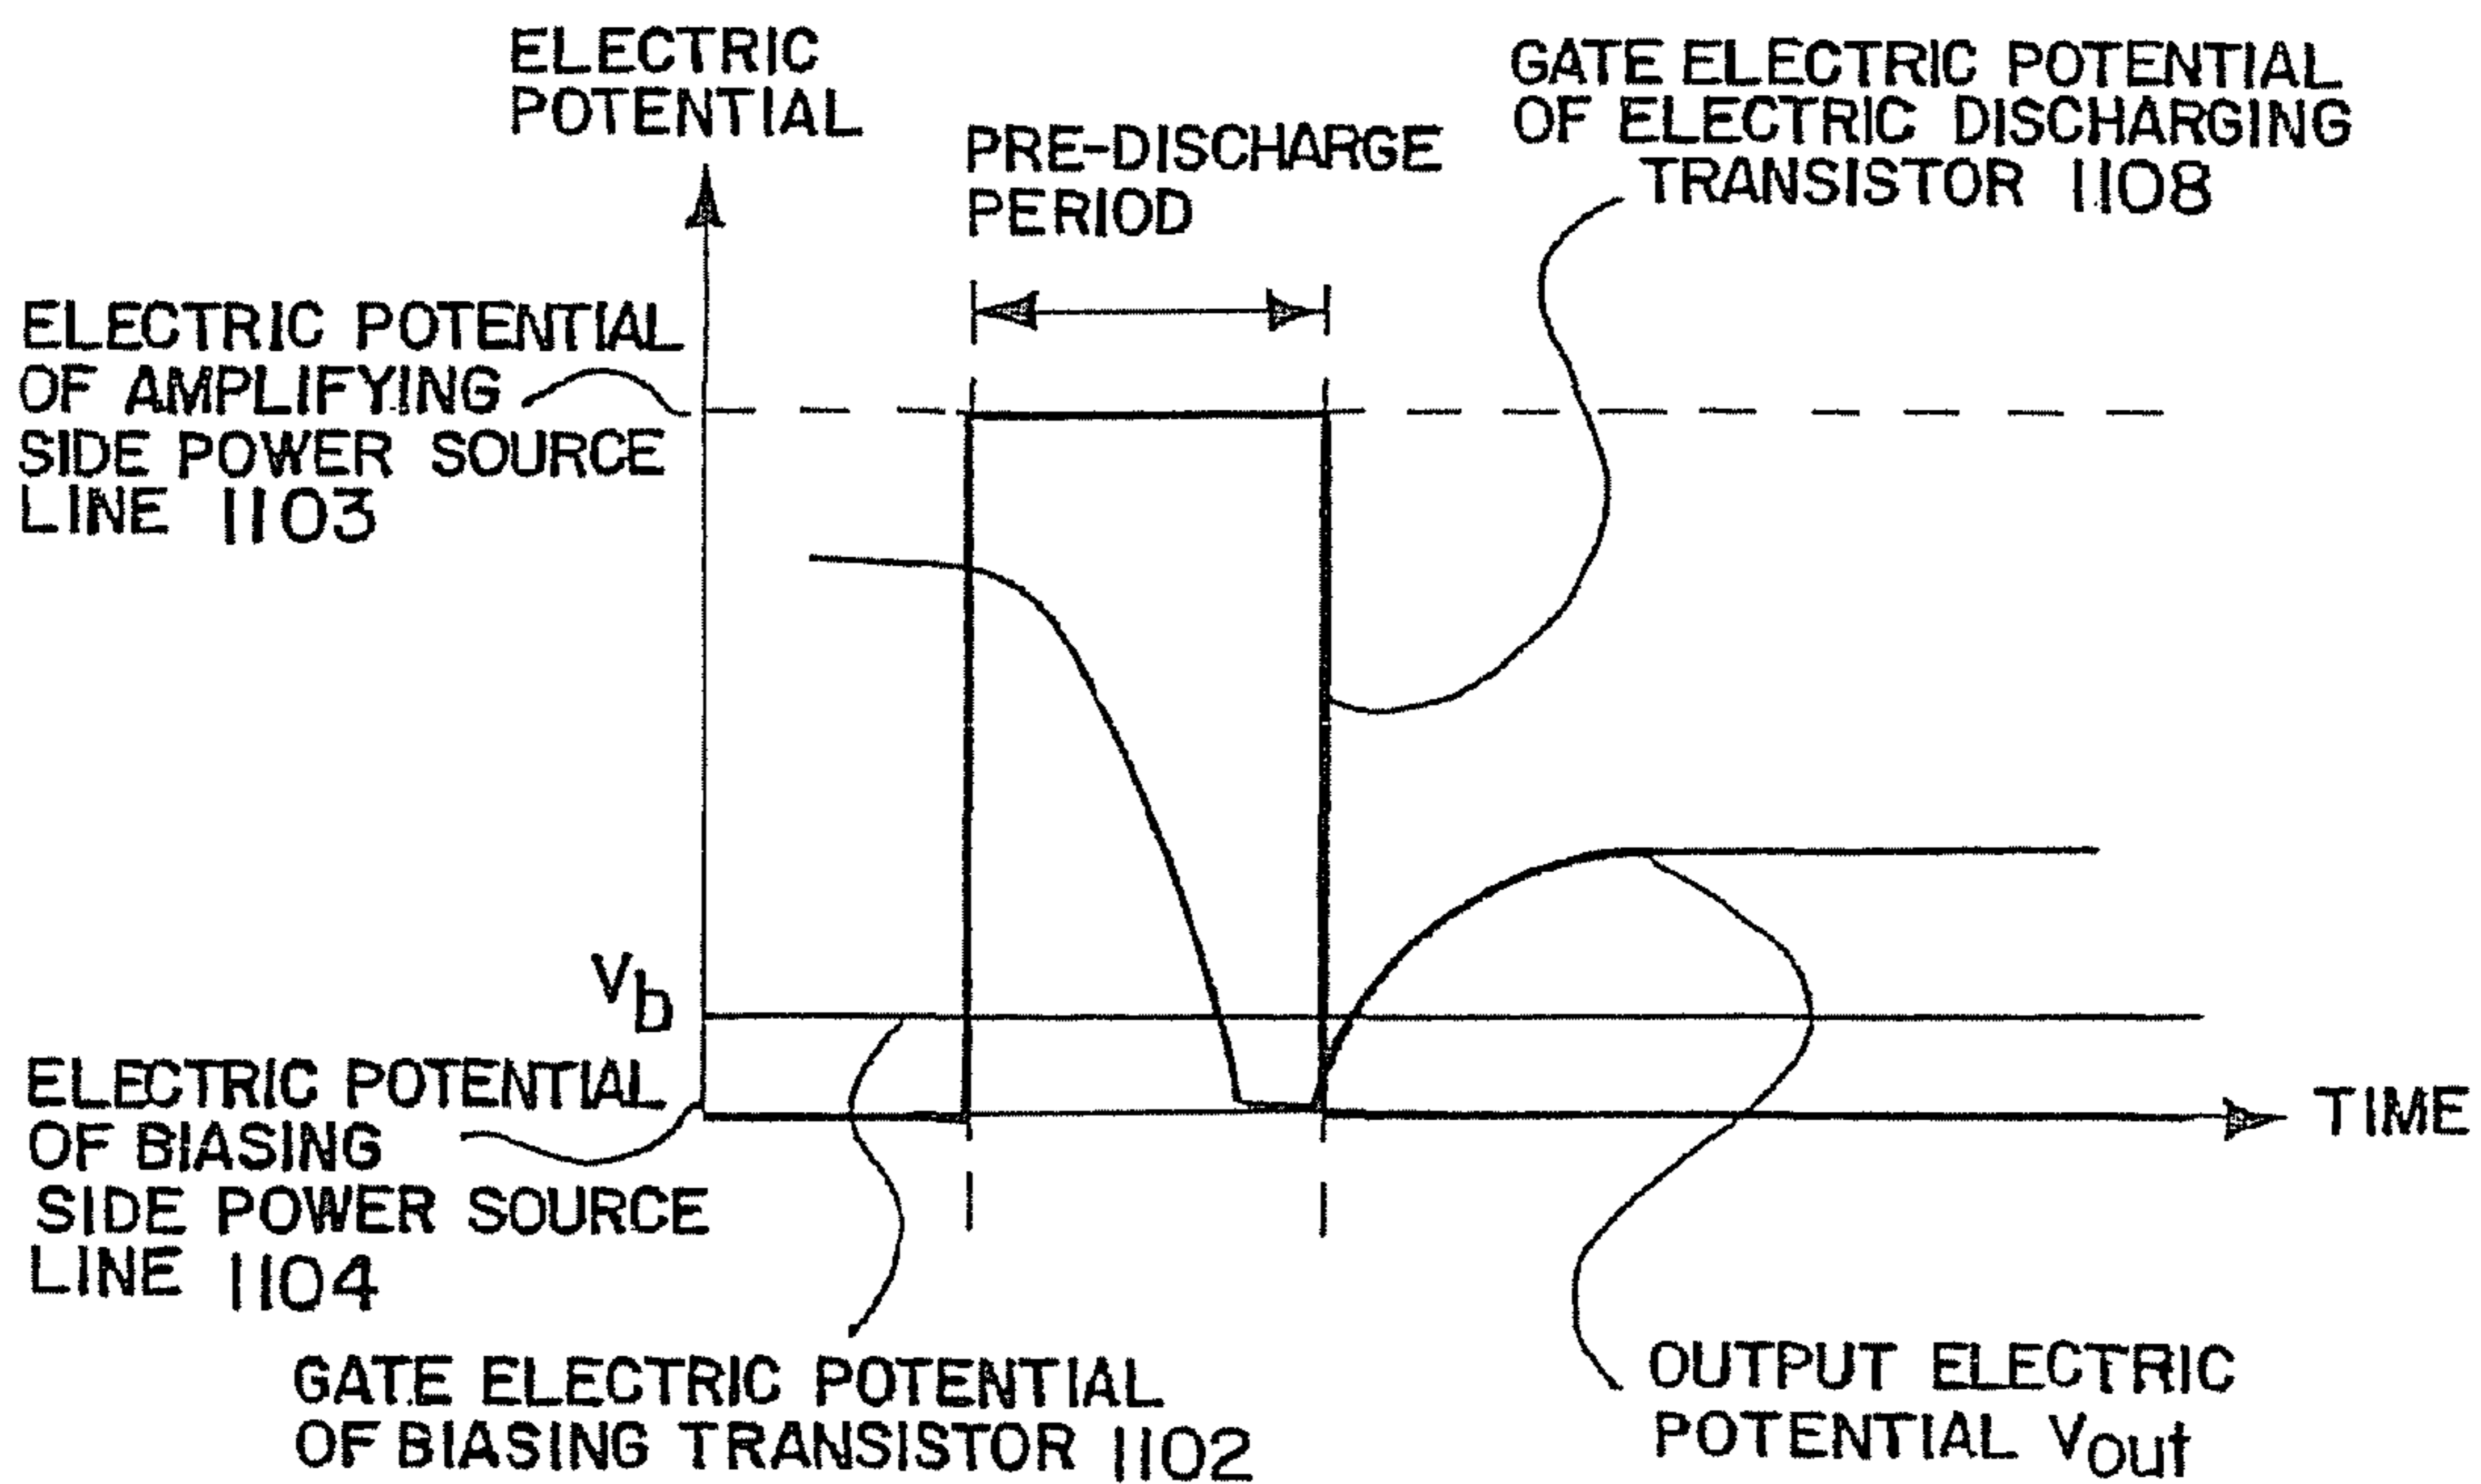 ELECTRIC
POTENTIAL
PRE-DISCHARGE
PERIOD
GATE ELECTRIC POTENTIAL
OF ELECTRIC DISCHARGING
TRANSISTOR 1108
ELECTRIC POTENTIAL
OF AMPLIFYING
SIDE POWER SOURCE
LINE 1103
Vb
ELECTRIC POTENTIAL
OF BIASING
SIDE POWER SOURCE
LINE 1104
TIME
GATE ELECTRIC POTENTIAL
OF BIASING TRANSISTOR 1102
OUTPUT ELECTRIC
POTENTIAL Vout